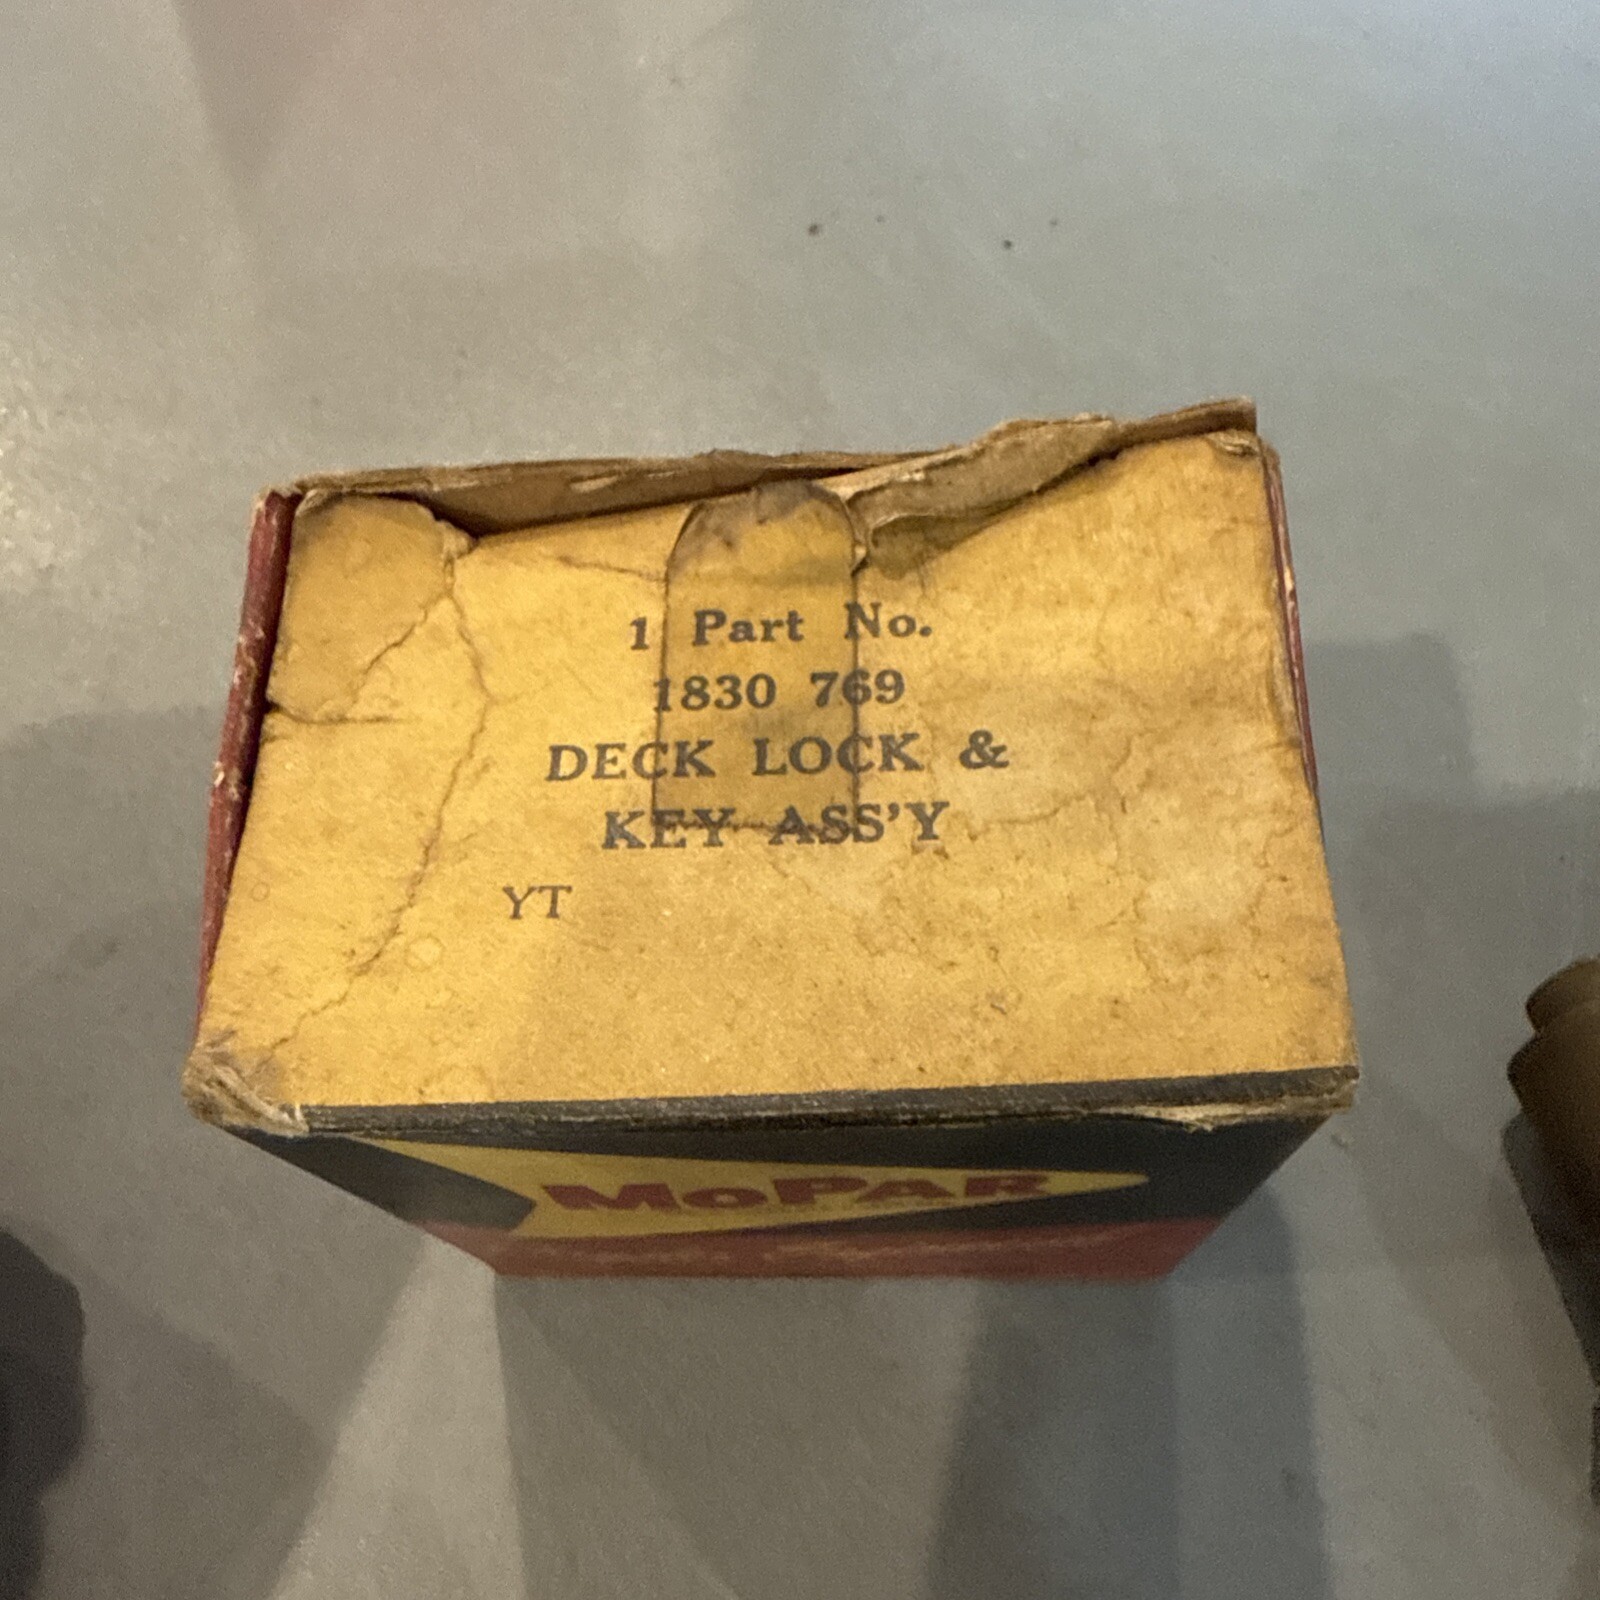 1 Part No.
1830 769
DECK LOCK &
KEY ASS'Y
YT
MoPAR